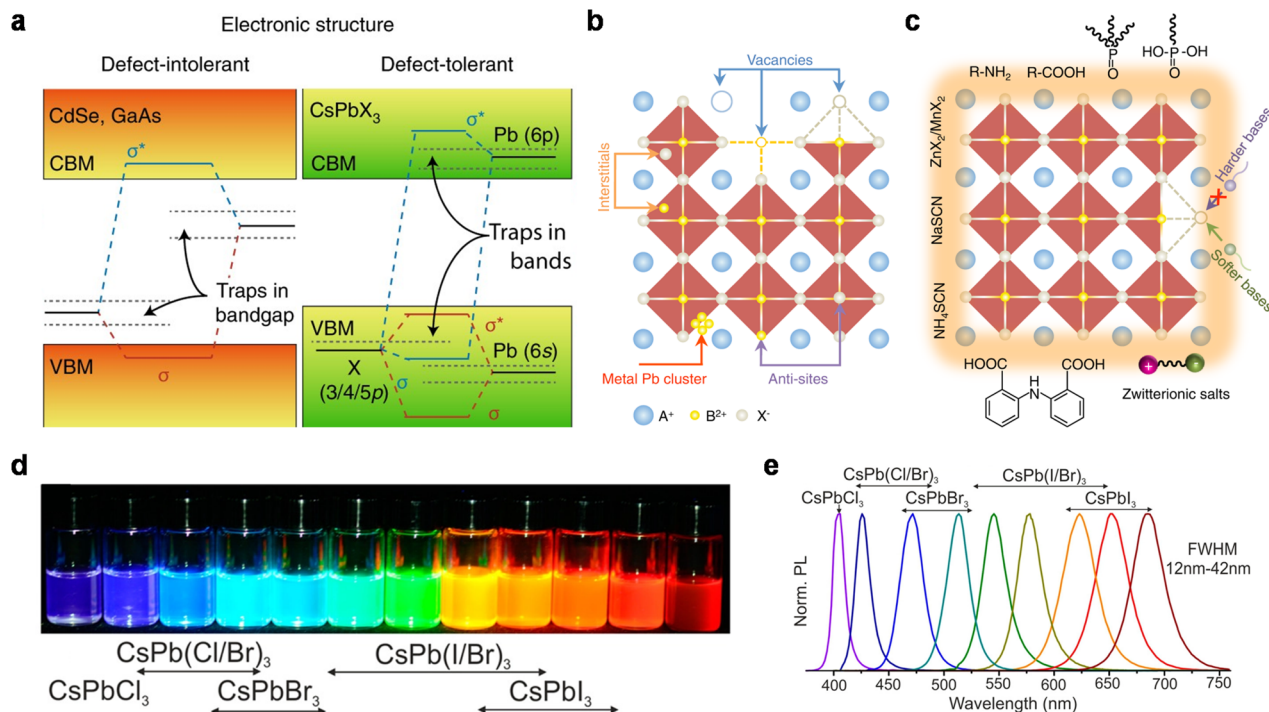 a
Electronic structure
Defect-intolerant
Defect-tolerant
CdSe, GaAs
σ*
CBM
Traps in
bandgap
VBM
σ
CsPbX₃
σ*
Pb (6p)
CBM
Traps in
bands
VBM
σ*
Pb (6s)
X
(3/4/5p)
σ
σ
b
Vacancies
Interstitials
Metal Pb cluster
Anti-sites
A⁺
B²⁺
X⁻
c
R-NH₂
R-COOH
P
O
HO-P-OH
O
ZnX₂/MnX₂
NaSCN
NH₄SCN
Harder bases
Softer bases
HOOC
COOH
H
N
+
-
Zwitterionic salts
d
CsPb(Cl/Br)₃
CsPb(I/Br)₃
CsPbCl₃
CsPbBr₃
CsPbI₃
e
CsPb(Cl/Br)₃
CsPb(I/Br)₃
CsPbCl₃
CsPbBr₃
CsPbI₃
FWHM
12nm-42nm
Norm. PL
400 450 500 550 600 650 700 750
Wavelength (nm)